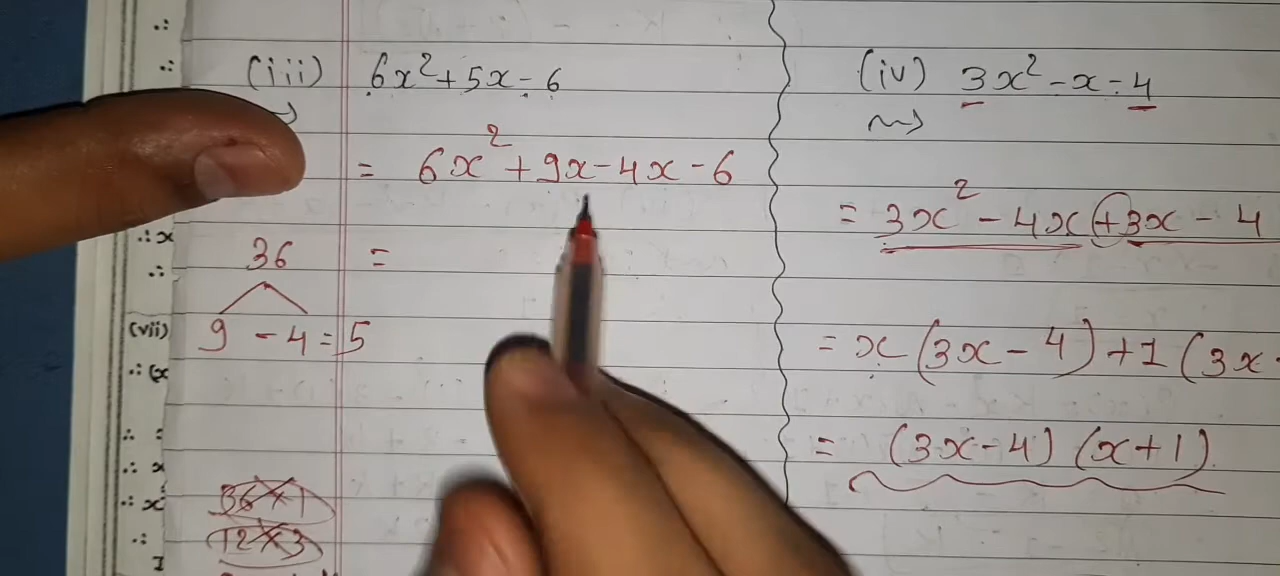 (iii) 6x²+5x-6
= 6x²+9x-4x-6
36 =
9 -4=5
36×1
12×3
(iv) 3x²-x-4
= 3x²-4x+3x-4
= x(3x-4)+1(3x
= (3x-4)(x+1)
∴x
∴
(vii)
∴(x
∴
∴ x
∴ x
∴